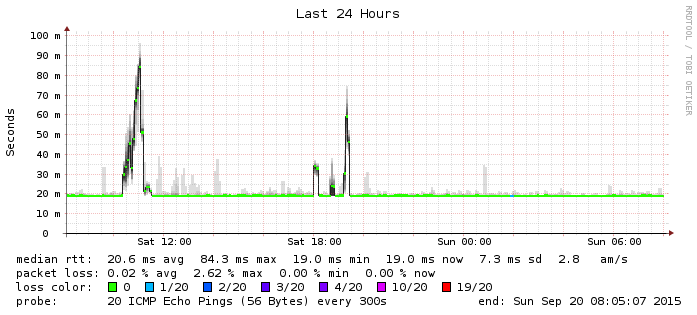 Last 24 Hours
RRDTOOL / TOBI OETIKER
Seconds
100 m
90 m
80 m
70 m
60 m
50 m
40 m
30 m
20 m
10 m
0
Sat 12:00 Sat 18:00 Sun 00:00 Sun 06:00
median rtt: 20.6 ms avg 84.3 ms max 19.0 ms min 19.0 ms now 7.3 ms sd 2.8 am/s
packet loss: 0.02 % avg 2.62 % max 0.00 % min 0.00 % now
loss color: 0 1/20 2/20 3/20 4/20 10/20 19/20
probe: 20 ICMP Echo Pings (56 Bytes) every 300s end: Sun Sep 20 08:05:07 2015